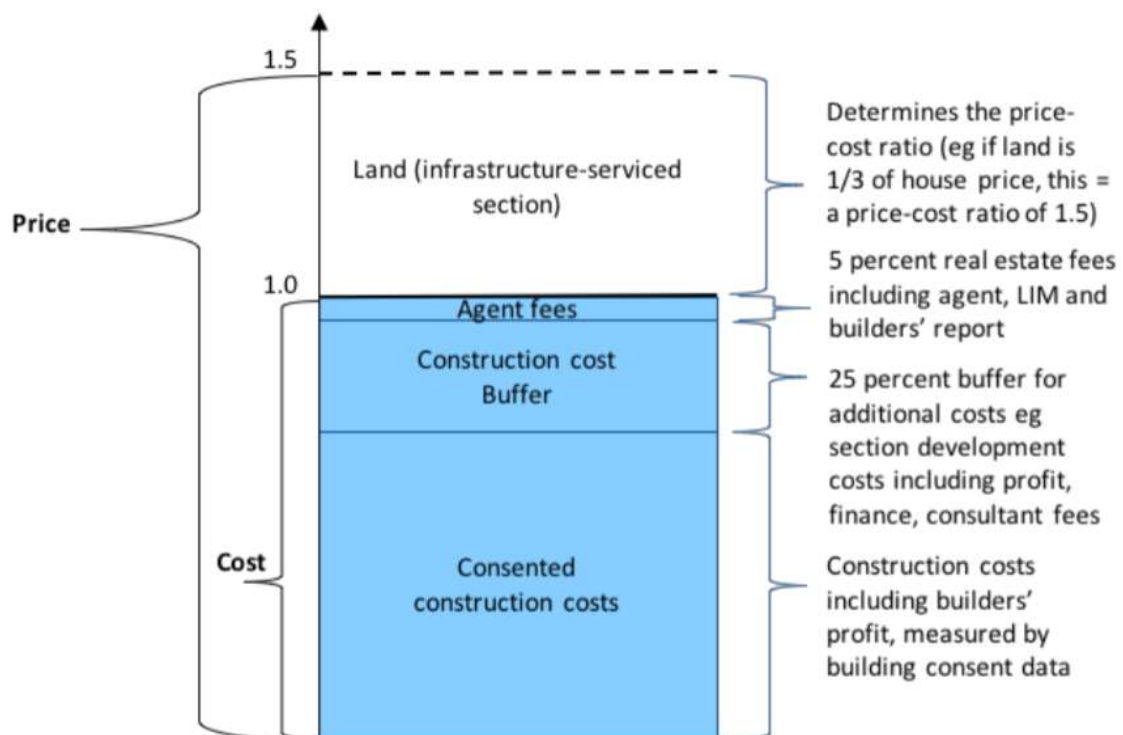 1.5
Land (infrastructure-serviced
section)
Price
1.0
Agent fees
Construction cost
Buffer
Cost
Consented
construction costs
Determines the price-
cost ratio (eg if land is
1/3 of house price, this =
a price-cost ratio of 1.5)
5 percent real estate fees
including agent, LIM and
builders’ report
25 percent buffer for
additional costs eg
section development
costs including profit,
finance, consultant fees
Construction costs
including builders’
profit, measured by
building consent data